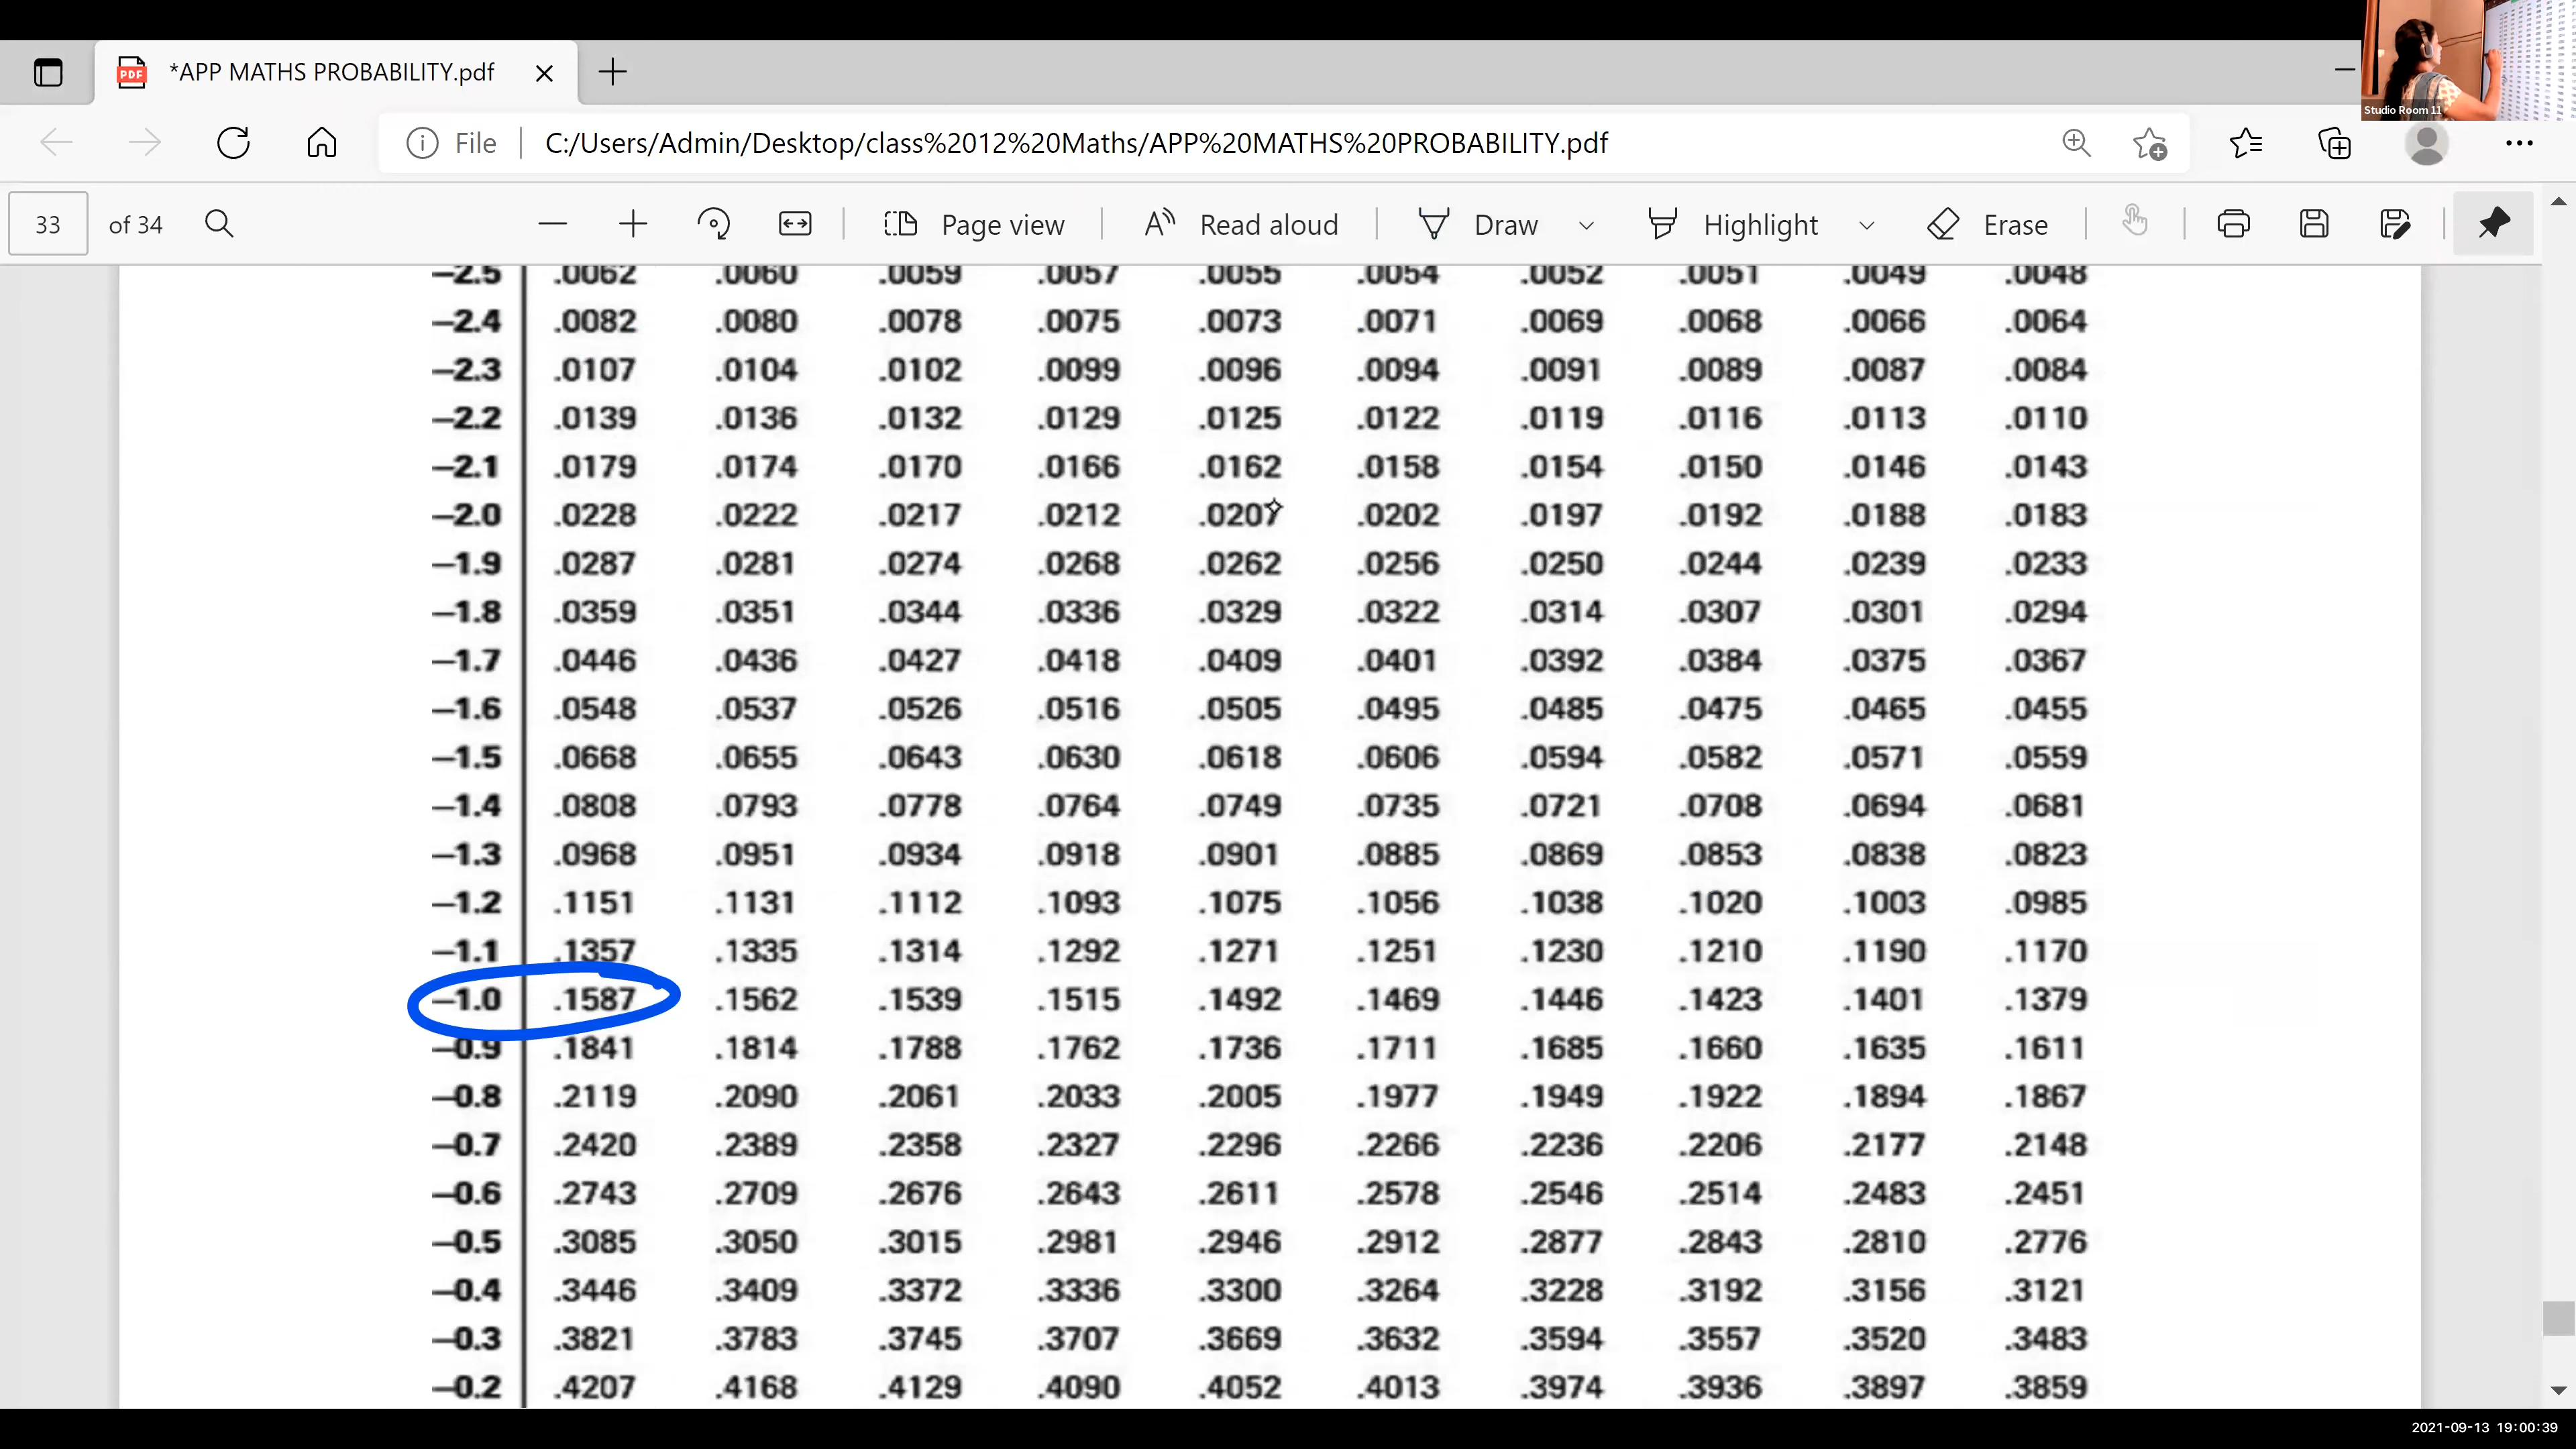 *APP MATHS PROBABILITY.pdf
Studio Room 11
File C:/Users/Admin/Desktop/class%2012%20Maths/APP%20MATHS%20PROBABILITY.pdf
33 of 34 Page view Read aloud Draw Highlight Erase
–2.5 .0062 .0060 .0059 .0057 .0055 .0054 .0052 .0051 .0049 .0048
–2.4 .0082 .0080 .0078 .0075 .0073 .0071 .0069 .0068 .0066 .0064
–2.3 .0107 .0104 .0102 .0099 .0096 .0094 .0091 .0089 .0087 .0084
–2.2 .0139 .0136 .0132 .0129 .0125 .0122 .0119 .0116 .0113 .0110
–2.1 .0179 .0174 .0170 .0166 .0162 .0158 .0154 .0150 .0146 .0143
–2.0 .0228 .0222 .0217 .0212 .0207 .0202 .0197 .0192 .0188 .0183
–1.9 .0287 .0281 .0274 .0268 .0262 .0256 .0250 .0244 .0239 .0233
–1.8 .0359 .0351 .0344 .0336 .0329 .0322 .0314 .0307 .0301 .0294
–1.7 .0446 .0436 .0427 .0418 .0409 .0401 .0392 .0384 .0375 .0367
–1.6 .0548 .0537 .0526 .0516 .0505 .0495 .0485 .0475 .0465 .0455
–1.5 .0668 .0655 .0643 .0630 .0618 .0606 .0594 .0582 .0571 .0559
–1.4 .0808 .0793 .0778 .0764 .0749 .0735 .0721 .0708 .0694 .0681
–1.3 .0968 .0951 .0934 .0918 .0901 .0885 .0869 .0853 .0838 .0823
–1.2 .1151 .1131 .1112 .1093 .1075 .1056 .1038 .1020 .1003 .0985
–1.1 .1357 .1335 .1314 .1292 .1271 .1251 .1230 .1210 .1190 .1170
–1.0 .1587 .1562 .1539 .1515 .1492 .1469 .1446 .1423 .1401 .1379
–0.9 .1841 .1814 .1788 .1762 .1736 .1711 .1685 .1660 .1635 .1611
–0.8 .2119 .2090 .2061 .2033 .2005 .1977 .1949 .1922 .1894 .1867
–0.7 .2420 .2389 .2358 .2327 .2296 .2266 .2236 .2206 .2177 .2148
–0.6 .2743 .2709 .2676 .2643 .2611 .2578 .2546 .2514 .2483 .2451
–0.5 .3085 .3050 .3015 .2981 .2946 .2912 .2877 .2843 .2810 .2776
–0.4 .3446 .3409 .3372 .3336 .3300 .3264 .3228 .3192 .3156 .3121
–0.3 .3821 .3783 .3745 .3707 .3669 .3632 .3594 .3557 .3520 .3483
–0.2 .4207 .4168 .4129 .4090 .4052 .4013 .3974 .3936 .3897 .3859
2021-09-13 19:00:39